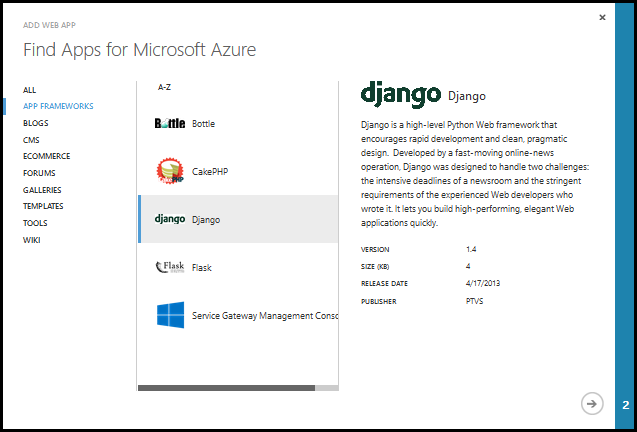 ADD WEB APP
Find Apps for Microsoft Azure
ALL
APP FRAMEWORKS
BLOGS
CMS
ECOMMERCE
FORUMS
GALLERIES
TEMPLATES
TOOLS
WIKI
A-Z
Bottle Bottle
PHP CakePHP
django Django
Flask Flask
Service Gateway Management Conso
django Django
Django is a high-level Python Web framework that
encourages rapid development and clean, pragmatic
design. Developed by a fast-moving online-news
operation, Django was designed to handle two challenges:
the intensive deadlines of a newsroom and the stringent
requirements of the experienced Web developers who
wrote it. It lets you build high-performing, elegant Web
applications quickly.
VERSION 1.4
SIZE (KB) 4
RELEASE DATE 4/17/2013
PUBLISHER PTVS
2